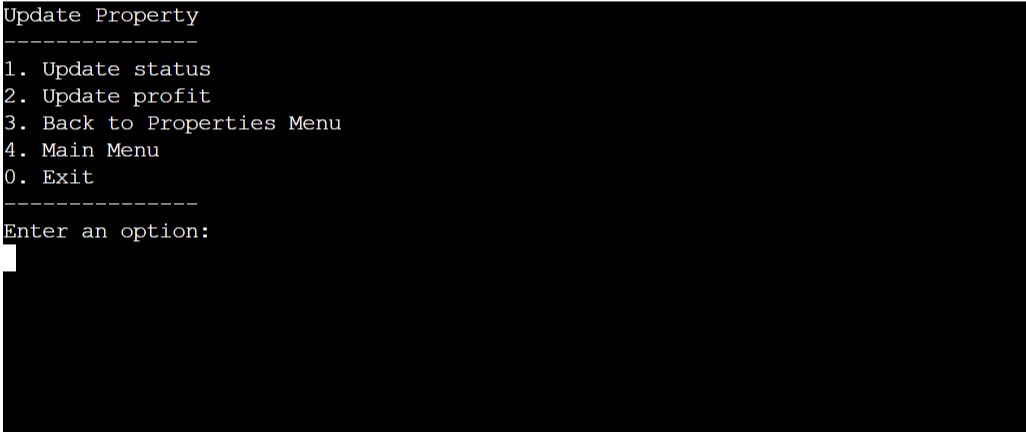 Update Property
---------------
1. Update status
2. Update profit
3. Back to Properties Menu
4. Main Menu
0. Exit
---------------
Enter an option: